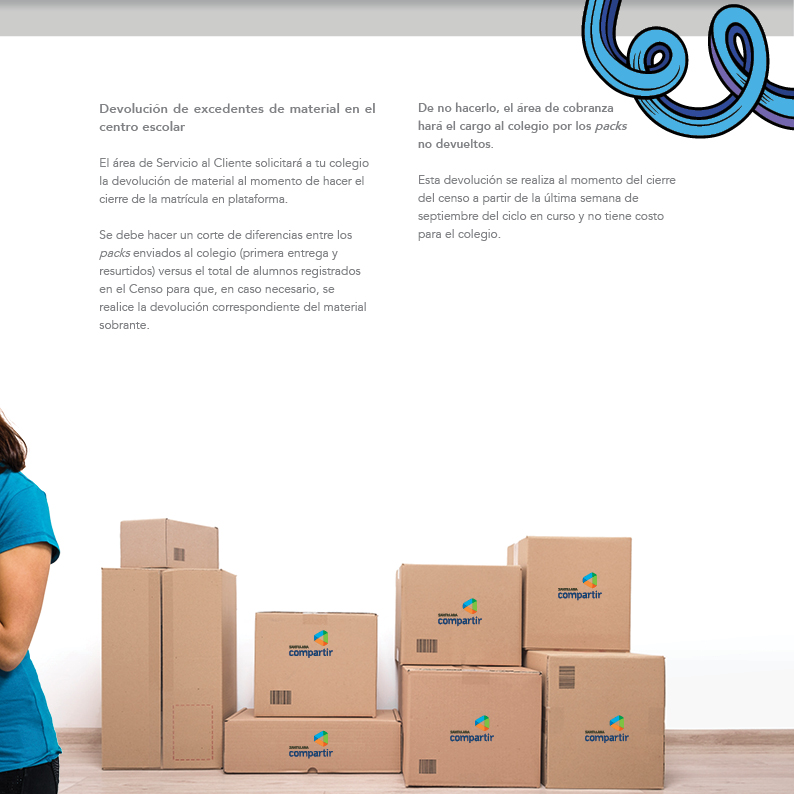 Devolución de excedentes de material en el
centro escolar
El área de Servicio al Cliente solicitará a tu colegio
la devolución de material al momento de hacer el
cierre de la matrícula en plataforma.
Se debe hacer un corte de diferencias entre los
packs enviados al colegio (primera entrega y
resurtidos) versus el total de alumnos registrados
en el Censo para que, en caso necesario, se
realice la devolución correspondiente del material
sobrante.
De no hacerlo, el área de cobranza
hará el cargo al colegio por los packs
no devueltos.
Esta devolución se realiza al momento del cierre
del censo a partir de la última semana de
septiembre del ciclo en curso y no tiene costo
para el colegio.
SANTILLANA
compartir
SANTILLANA
compartir
SANTILLANA
compartir
SANTILLANA
compartir
SANTILLANA
compartir
SANTILLANA
compartir